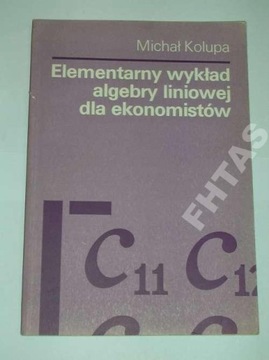 Michał Kolupa
Elementarny wykład
algebry liniowej
dla ekonomistów
FHTAS
C11 C12